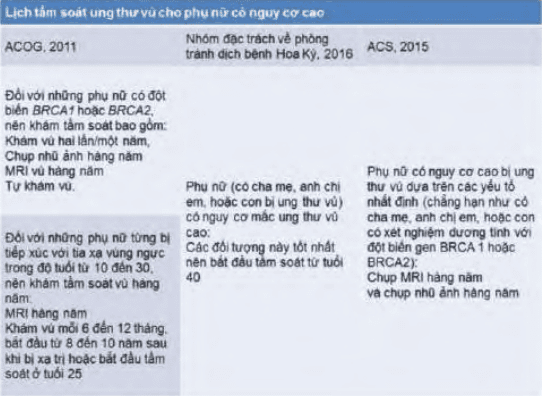 Lịch tầm soát ung thư vú cho phụ nữ có nguy cơ cao
ACOG, 2011
Nhóm đặc trách về phòng
tránh dịch bệnh Hoa Kỳ, 2016
ACS, 2015
Đối với những phụ nữ có đột
biến BRCA1 hoặc BRCA2,
nên khám tầm soát bao gồm:
Khám vú hai lần/một năm,
Chụp nhũ ảnh hàng năm
MRI vú hàng năm
Tự khám vú.
Đối với những phụ nữ từng bị
tiếp xúc với tia xạ vùng ngực
trong độ tuổi từ 10 đến 30,
nên khám tầm soát vú hàng
năm:
MRI hàng năm
Khám vú mỗi 6 đến 12 tháng,
bắt đầu từ 8 đến 10 năm sau
khi bị xạ trị hoặc bắt đầu tầm
soát ở tuổi 25
Phụ nữ (có cha mẹ, anh chị
em, hoặc con bị ung thư vú)
có nguy cơ mắc ung thư vú
cao:
Các đối tượng này tốt nhất
nên bắt đầu tầm soát từ tuổi
40
Phụ nữ có nguy cơ cao bị ung
thư vú dựa trên các yếu tố
nhất định (chẳng hạn như có
cha mẹ, anh chị em, hoặc con
có xét nghiệm dương tính với
đột biến gen BRCA 1 hoặc
BRCA2):
Chụp MRI hàng năm
và chụp nhũ ảnh hàng năm